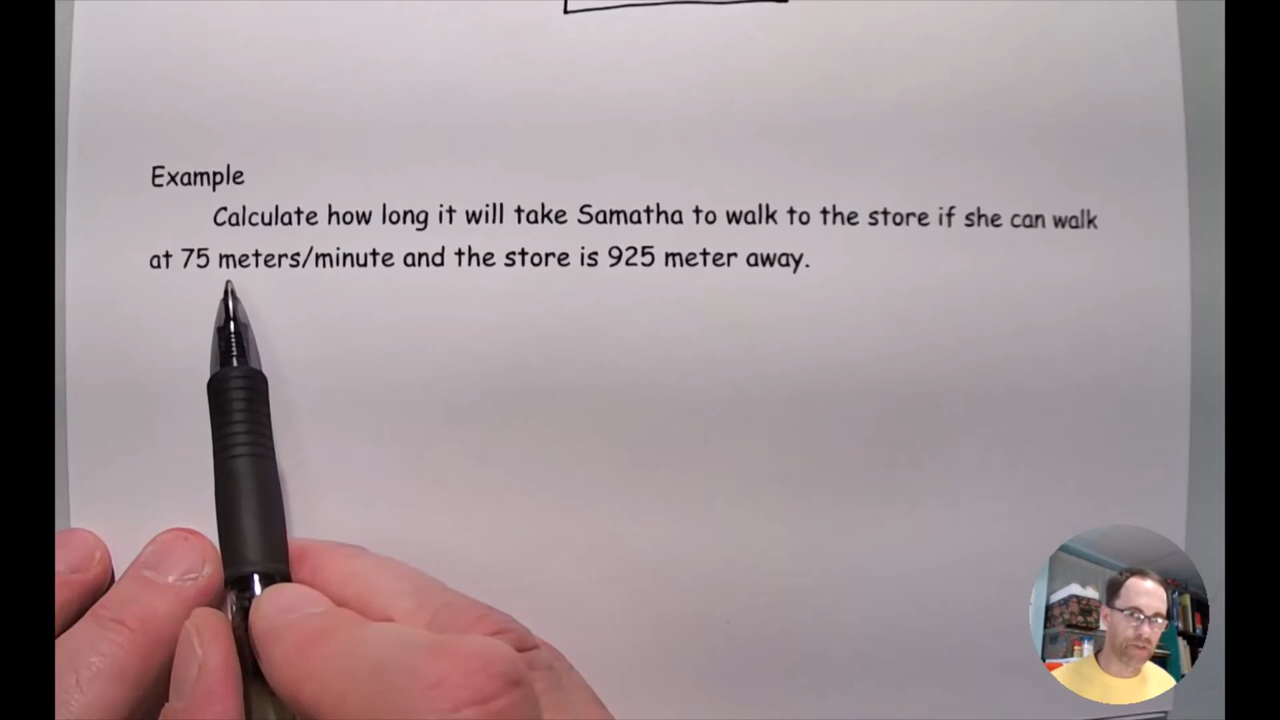 Example
Calculate how long it will take Samatha to walk to the store if she can walk
at 75 meters/minute and the store is 925 meter away.